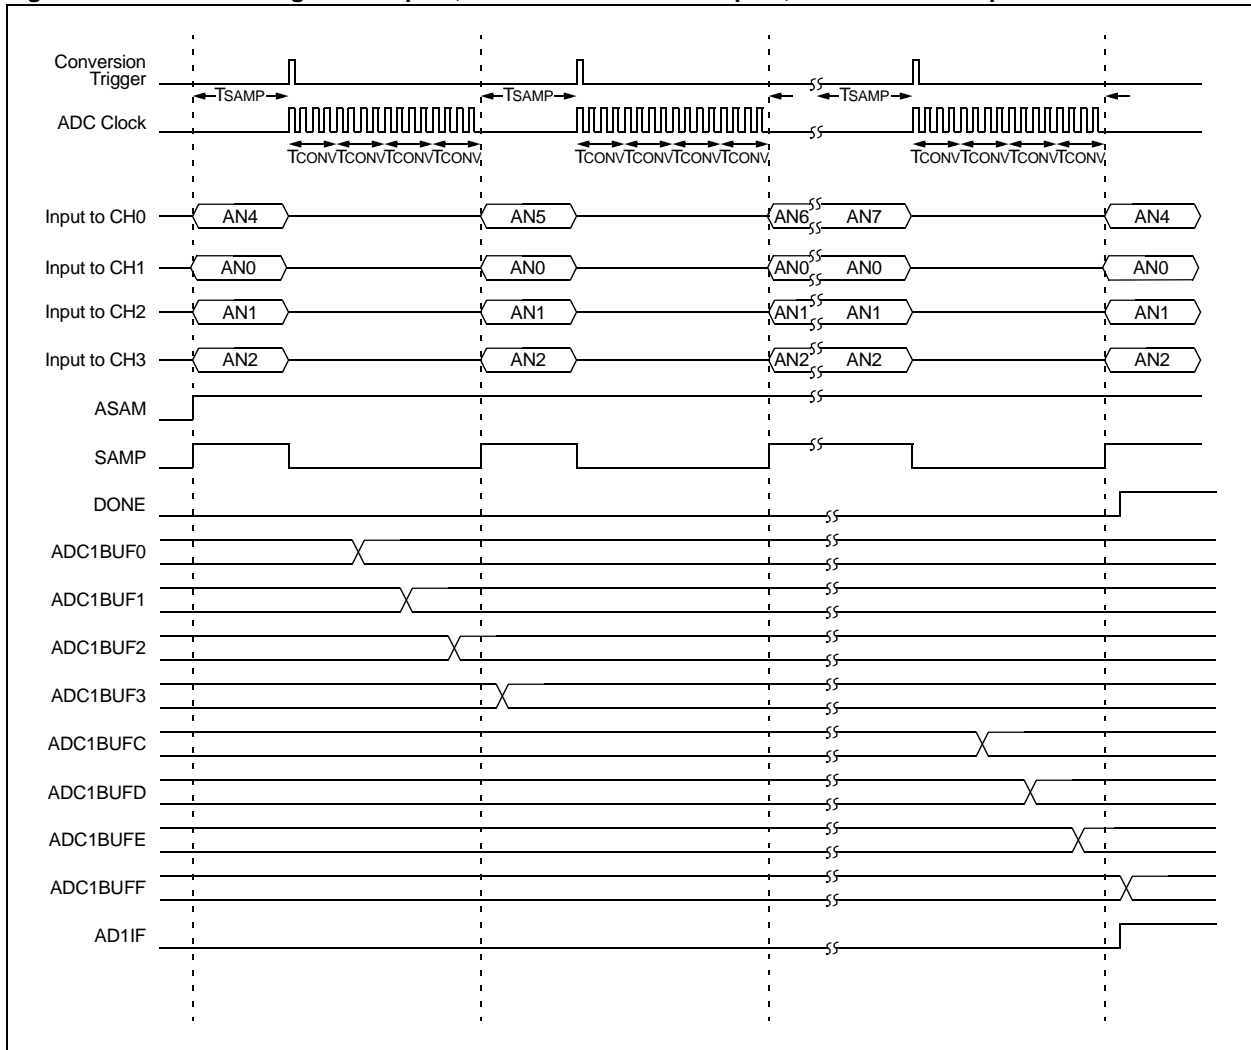 Conversion
Trigger
TSAMP TSAMP TSAMP
ADC Clock
TCONV TCONV TCONV TCONV TCONV TCONV TCONV TCONV TCONV TCONV TCONV TCONV
Input to CH0 AN4 AN5 AN6 AN7 AN4
Input to CH1 AN0 AN0 AN0 AN0 AN0
Input to CH2 AN1 AN1 AN1 AN1 AN1
Input to CH3 AN2 AN2 AN2 AN2 AN2
ASAM
SAMP
DONE
ADC1BUF0
ADC1BUF1
ADC1BUF2
ADC1BUF3
ADC1BUFC
ADC1BUFD
ADC1BUFE
ADC1BUFF
AD1IF